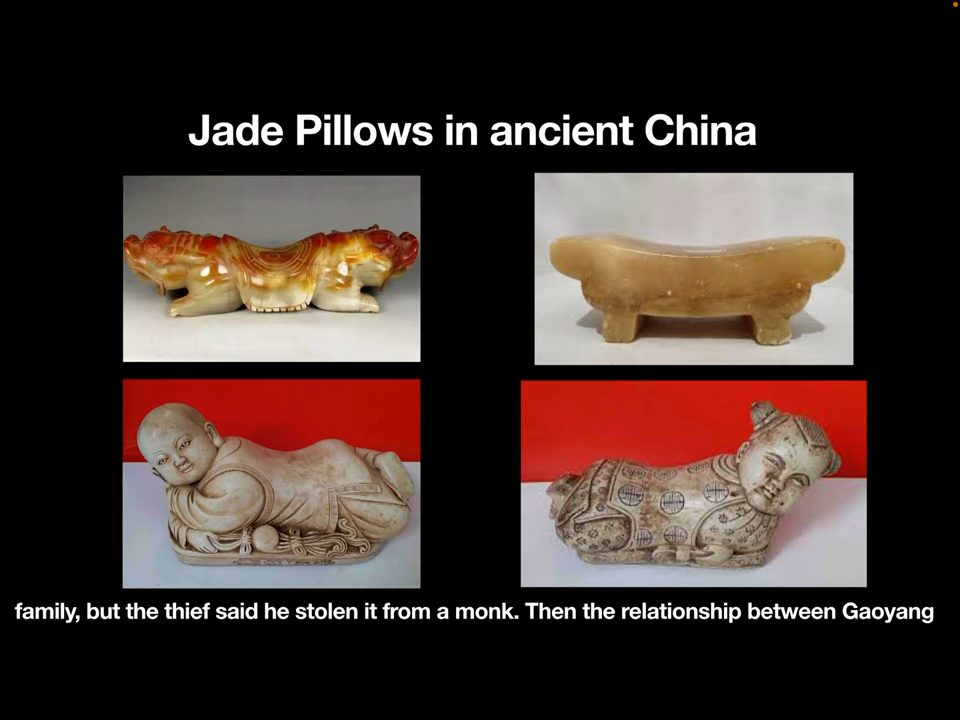 Jade Pillows in ancient China
family, but the thief said he stolen it from a monk. Then the relationship between Gaoyang